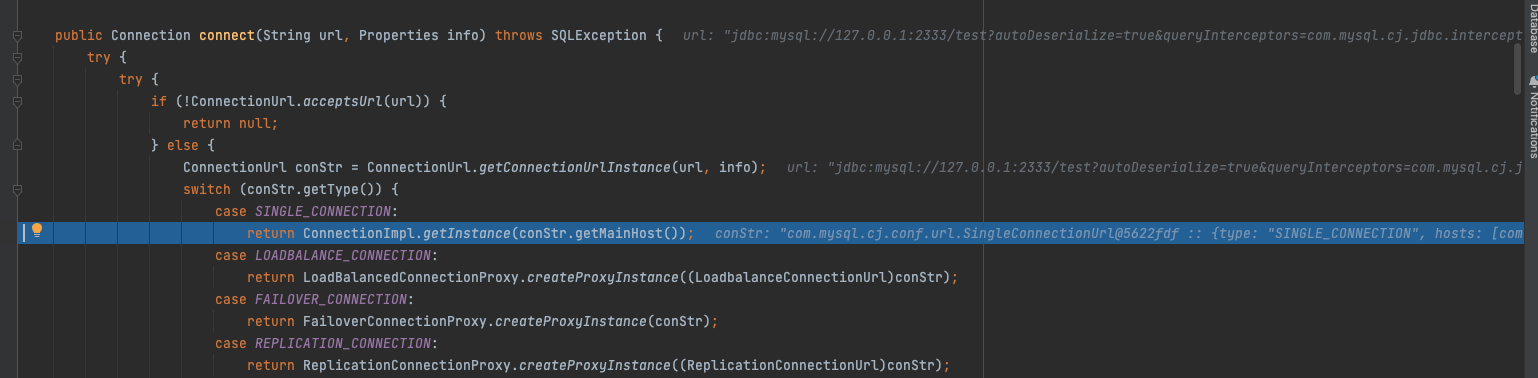 public Connection connect(String url, Properties info) throws SQLException {   url: "jdbc:mysql://127.0.0.1:2333/test?autoDeserialize=true&queryInterceptors=com.mysql.cj.jdbc.intercept
try {
try {
if (!ConnectionUrl.acceptsUrl(url)) {
return null;
} else {
ConnectionUrl conStr = ConnectionUrl.getConnectionUrlInstance(url, info);   url: "jdbc:mysql://127.0.0.1:2333/test?autoDeserialize=true&queryInterceptors=com.mysql.cj.j
switch (conStr.getType()) {
case SINGLE_CONNECTION:
return ConnectionImpl.getInstance(conStr.getMainHost());   conStr: "com.mysql.cj.conf.url.SingleConnectionUrl@5622fdf :: {type: "SINGLE_CONNECTION", hosts: [com
case LOADBALANCE_CONNECTION:
return LoadBalancedConnectionProxy.createProxyInstance((LoadbalanceConnectionUrl)conStr);
case FAILOVER_CONNECTION:
return FailoverConnectionProxy.createProxyInstance(conStr);
case REPLICATION_CONNECTION:
return ReplicationConnectionProxy.createProxyInstance((ReplicationConnectionUrl)conStr);
Database
Notifications